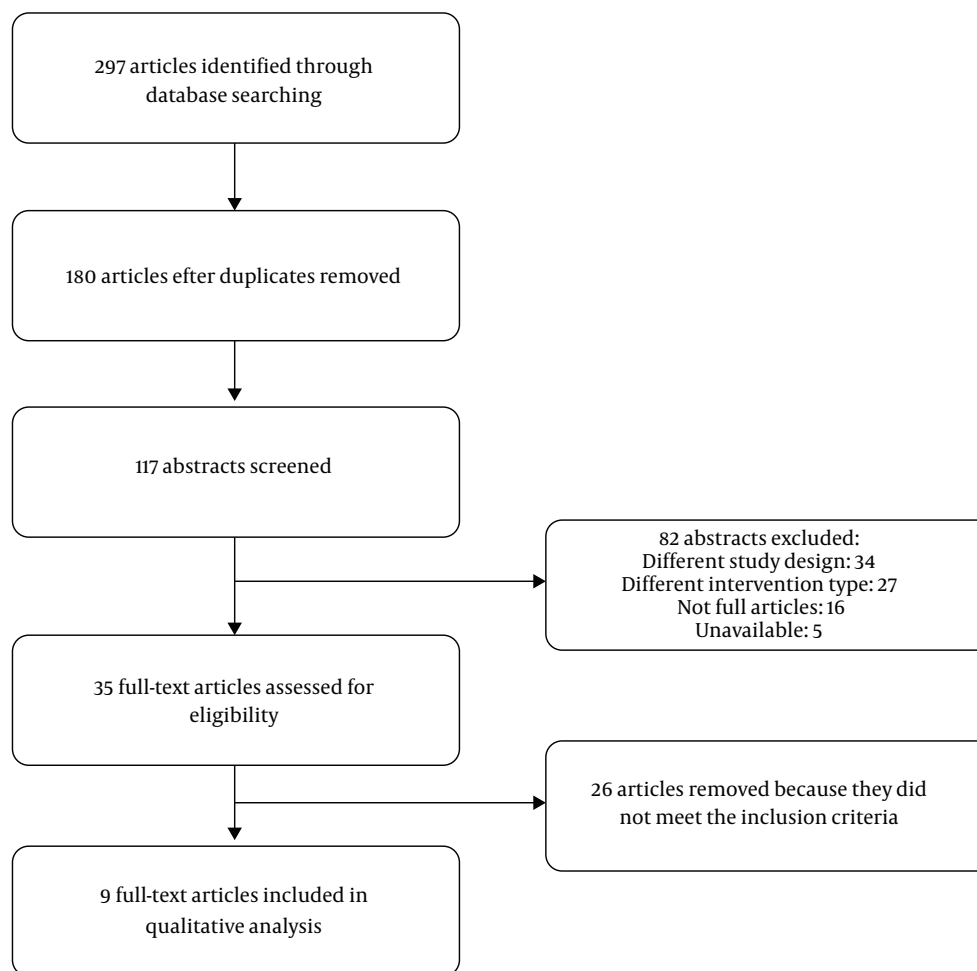 297 articles identified through
database searching
180 articles efter duplicates removed
117 abstracts screened
82 abstracts excluded:
Different study design: 34
Different intervention type: 27
Not full articles: 16
Unavailable: 5
35 full-text articles assessed for
eligibility
26 articles removed because they did
not meet the inclusion criteria
9 full-text articles included in
qualitative analysis